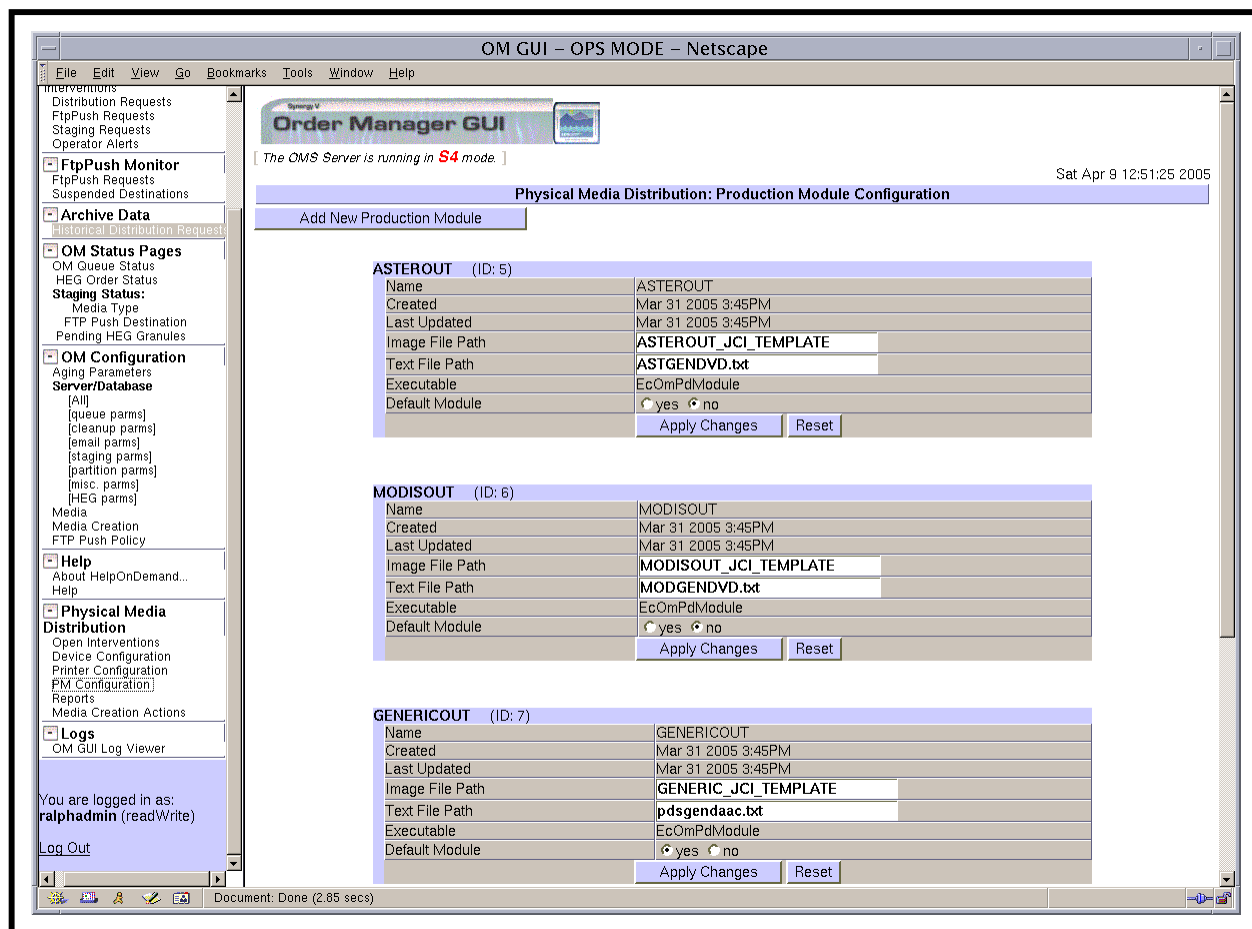 OM GUI – OPS MODE – Netscape
File Edit View Go Bookmarks Tools Window Help
Interventions
Distribution Requests
FtpPush Requests
Staging Requests
Operator Alerts
FtpPush Monitor
FtpPush Requests
Suspended Destinations
Archive Data
Historical Distribution Requests
OM Status Pages
OM Queue Status
HEG Order Status
Staging Status:
Media Type
FTP Push Destination
Pending HEG Granules
OM Configuration
Aging Parameters
Server/Database
[All]
[queue parms]
[cleanup parms]
[email parms]
[staging parms]
[partition parms]
[misc. parms]
[HEG parms]
Media
Media Creation
FTP Push Policy
Help
About HelpOnDemand...
Help
Physical Media
Distribution
Open Interventions
Device Configuration
Printer Configuration
PM Configuration
Reports
Media Creation Actions
Logs
OM GUI Log Viewer
You are logged in as:
ralphadmin (readWrite)
Log Out
Synergy V
Order Manager GUI
[ The OMS Server is running in S4 mode. ]
Sat Apr 9 12:51:25 2005
Physical Media Distribution: Production Module Configuration
Add New Production Module
ASTEROUT (ID: 5)
Name ASTEROUT
Created Mar 31 2005 3:45PM
Last Updated Mar 31 2005 3:45PM
Image File Path ASTEROUT_JCI_TEMPLATE
Text File Path ASTGENDVD.txt
Executable EcOmPdModule
Default Module yes no
Apply Changes Reset
MODISOUT (ID: 6)
Name MODISOUT
Created Mar 31 2005 3:45PM
Last Updated Mar 31 2005 3:45PM
Image File Path MODISOUT_JCI_TEMPLATE
Text File Path MODGENDVD.txt
Executable EcOmPdModule
Default Module yes no
Apply Changes Reset
GENERICOUT (ID: 7)
Name GENERICOUT
Created Mar 31 2005 3:45PM
Last Updated Mar 31 2005 3:45PM
Image File Path GENERIC_JCI_TEMPLATE
Text File Path pdsgendaac.txt
Executable EcOmPdModule
Default Module yes no
Apply Changes Reset
Document: Done (2.85 secs)